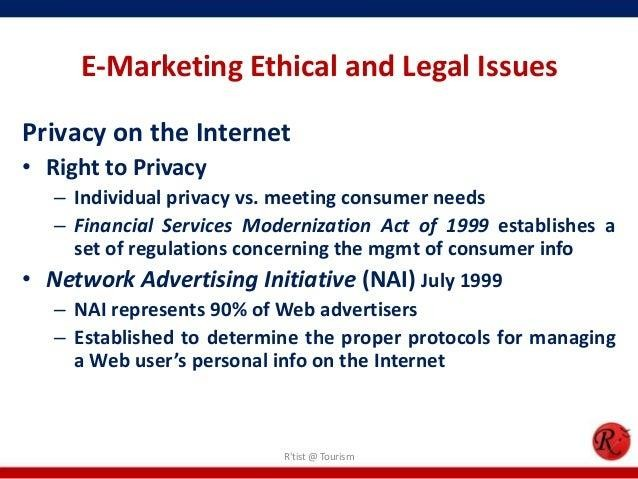 E-Marketing Ethical and Legal Issues
Privacy on the Internet
• Right to Privacy
– Individual privacy vs. meeting consumer needs
– Financial Services Modernization Act of 1999 establishes a
set of regulations concerning the mgmt of consumer info
• Network Advertising Initiative (NAI) July 1999
– NAI represents 90% of Web advertisers
– Established to determine the proper protocols for managing
a Web user’s personal info on the Internet
R'tist @ Tourism
R